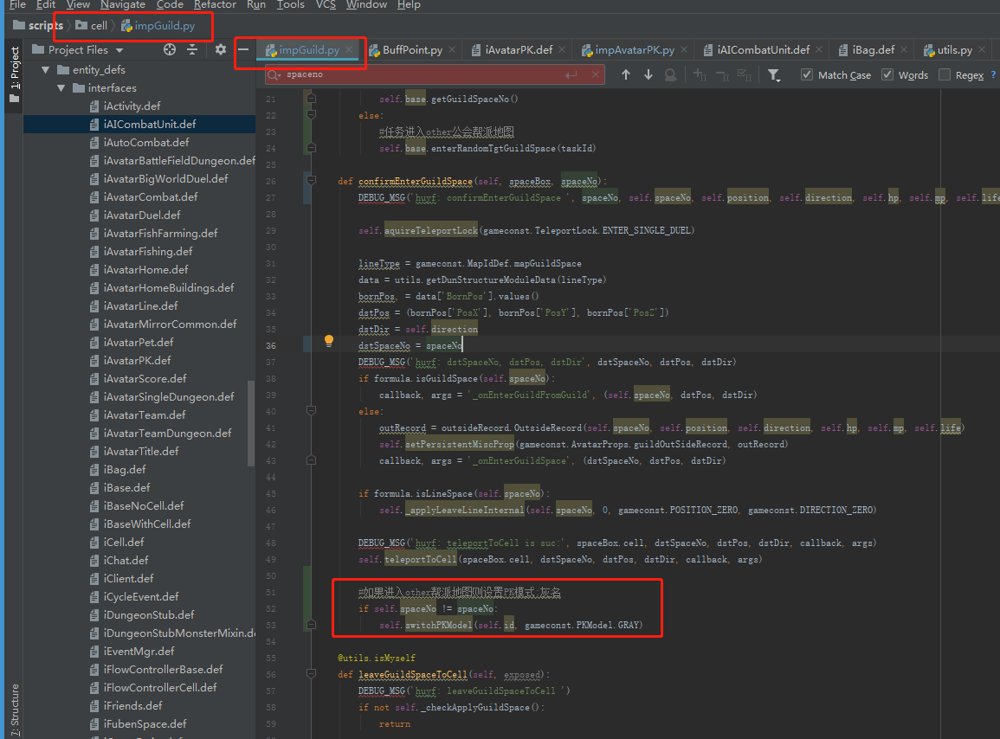 File Edit View Navigate Code Refactor Run Tools VCS Window Help
scripts cell impGuild.py
Project Files
impGuild.py BuffPoint.py iAvatarPK.def impAvatarPK.py iAICombatUnit.def iBag.def utils.py
spaceno
Match Case Words Regex ?
1: Project
7: Structure
entity_defs
interfaces
iActivity.def
iAICombatUnit.def
iAutoCombat.def
iAvatarBattleFieldDungeon.def
iAvatarBigWorldDuel.def
iAvatarCombat.def
iAvatarDuel.def
iAvatarFishFarming.def
iAvatarFishing.def
iAvatarHome.def
iAvatarHomeBuildings.def
iAvatarLine.def
iAvatarMirrorCommon.def
iAvatarPet.def
iAvatarPK.def
iAvatarScore.def
iAvatarSingleDungeon.def
iAvatarTeam.def
iAvatarTeamDungeon.def
iAvatarTitle.def
iBag.def
iBase.def
iBaseNoCell.def
iBaseWithCell.def
iCell.def
iChat.def
iClient.def
iCycleEvent.def
iDungeonStub.def
iDungeonStubMonsterMixin.de
iEventMgr.def
iFlowControllerBase.def
iFlowControllerCell.def
iFriends.def
iFubenSpace.def
21 self.base.getGuildSpaceNo()
22 else:
23 #任务进入other公会帮派地图
24 self.base.enterRandomTgtGuildSpace(taskId)
25
26 def confirmEnterGuildSpace(self, spaceBox, spaceNo):
27 DEBUG_MSG('huyf: confirmEnterGuildSpace ', spaceNo, self.spaceNo, self.position, self.direction, self.hp, self.mp, self.life
28
29 self.aquireTeleportLock(gameconst.TeleportLock.ENTER_SINGLE_DUEL)
30
31 lineType = gameconst.MapIdDef.mapGuildSpace
32 data = utils.getDunStructureModuleData(lineType)
33 bornPos, = data['BornPos'].values()
34 dstPos = (bornPos['PosX'], bornPos['PosY'], bornPos['PosZ'])
35 dstDir = self.direction
36 dstSpaceNo = spaceNo
37 DEBUG_MSG('huyf: dstSpaceNo, dstPos, dstDir', dstSpaceNo, dstPos, dstDir)
38 if formula.isGuildSpace(self.spaceNo):
39 callback, args = '_onEnterGuildFromGuild', (self.spaceNo, dstPos, dstDir)
40 else:
41 outRecord = outsideRecord.OutsideRecord(self.spaceNo, self.position, self.direction, self.hp, self.mp, self.life)
42 self.setPersistentMiscProp(gameconst.AvatarProps.guildOutSideRecord, outRecord)
43 callback, args = '_onEnterGuildSpace', (dstSpaceNo, dstPos, dstDir)
44
45 if formula.isLineSpace(self.spaceNo):
46 self._applyLeaveLineInternal(self.spaceNo, 0, gameconst.POSITION_ZERO, gameconst.DIRECTION_ZERO)
47
48 DEBUG_MSG('huyf: teleportToCell is suc:', spaceBox.cell, dstSpaceNo, dstPos, dstDir, callback, args)
49 self.teleportToCell(spaceBox.cell, dstSpaceNo, dstPos, dstDir, callback, args)
50
51 #如果进入other帮派地图则设置PK模式:灰名
52 if self.spaceNo != spaceNo:
53 self.switchPKModel(self.id, gameconst.PKModel.GRAY)
54
55 @utils.isMyself
56 def leaveGuildSpaceToCell(self, exposed):
57 DEBUG_MSG('huyf: leaveGuildSpaceToCell ')
58 if not self._checkApplyGuildSpace():
59 return